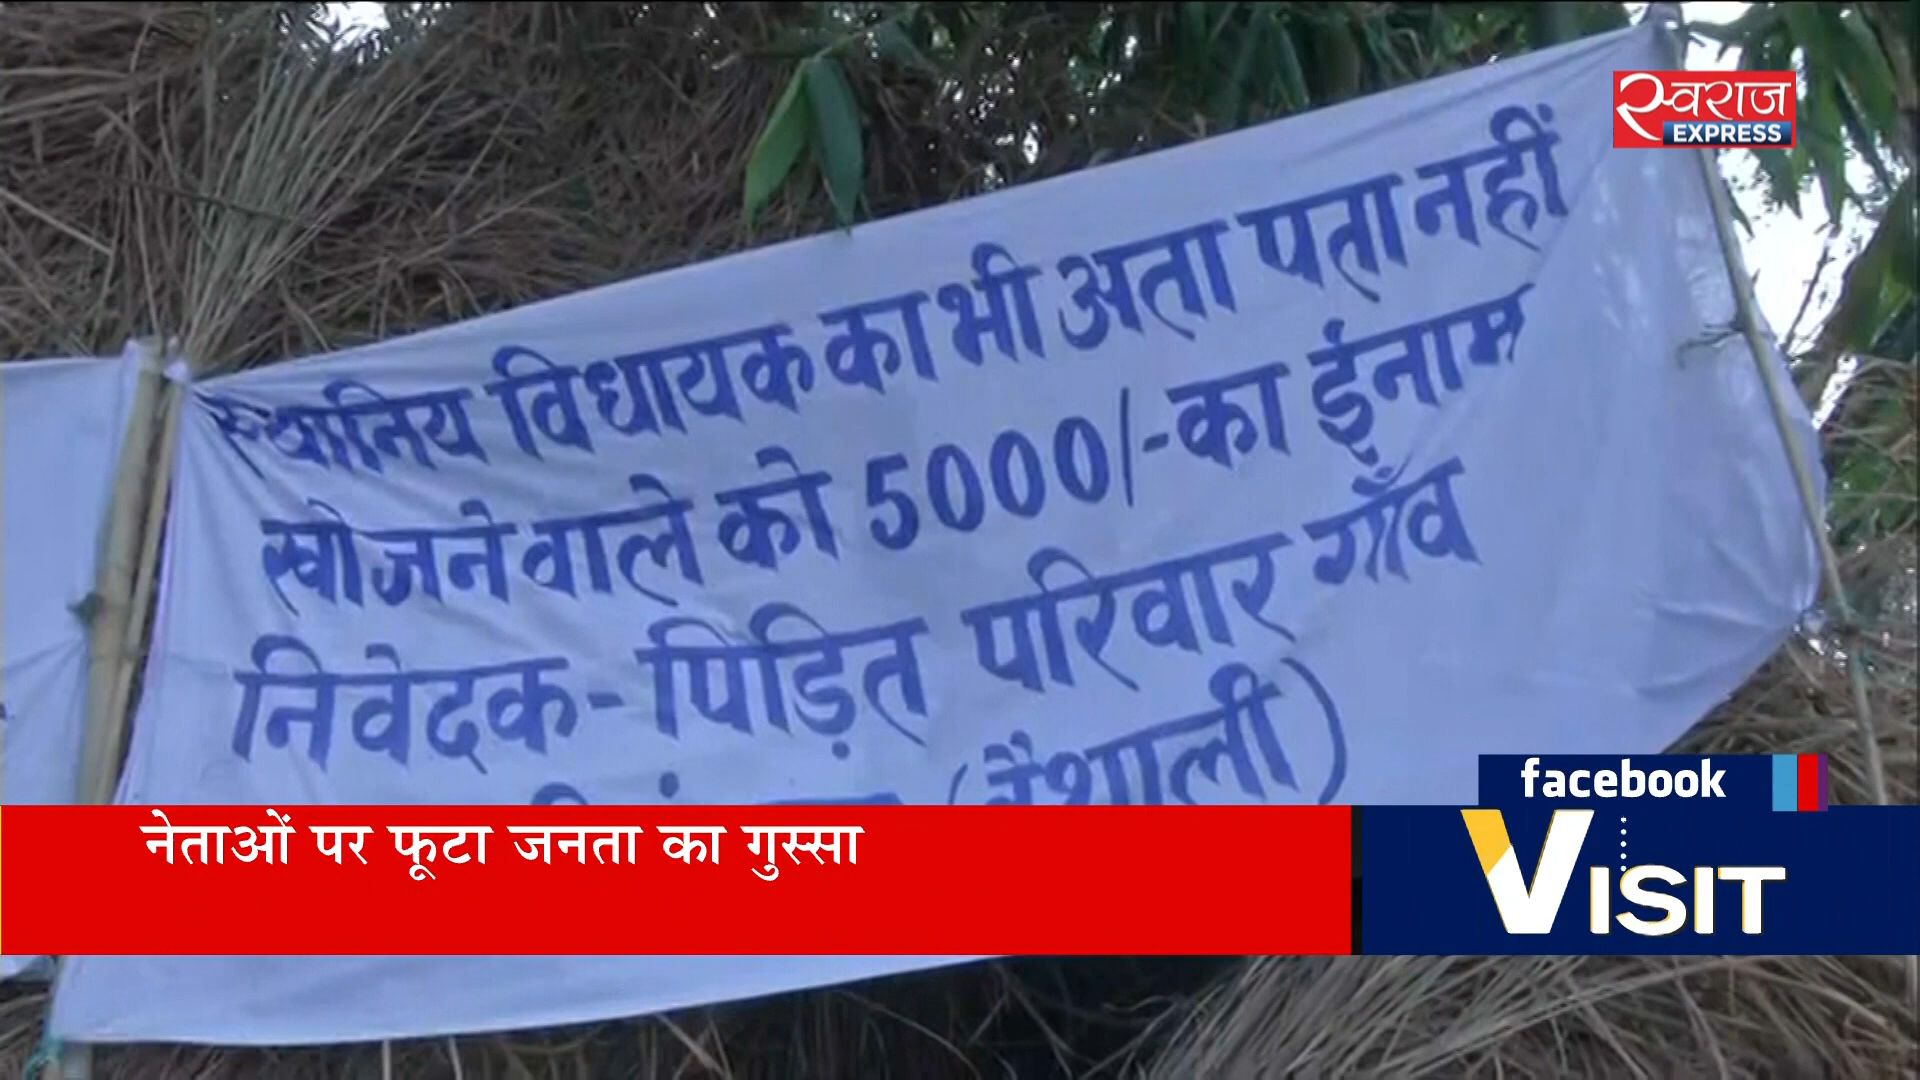 स्वराज
EXPRESS
स्थानिय विधायक का भी अता पता नहीं
खोजने वाले को 5000/- का ईनाम
निवेदक - पिड़ित परिवार गाँव
(वैशाली)
facebook
नेताओं पर फूटा जनता का गुस्सा
VISIT